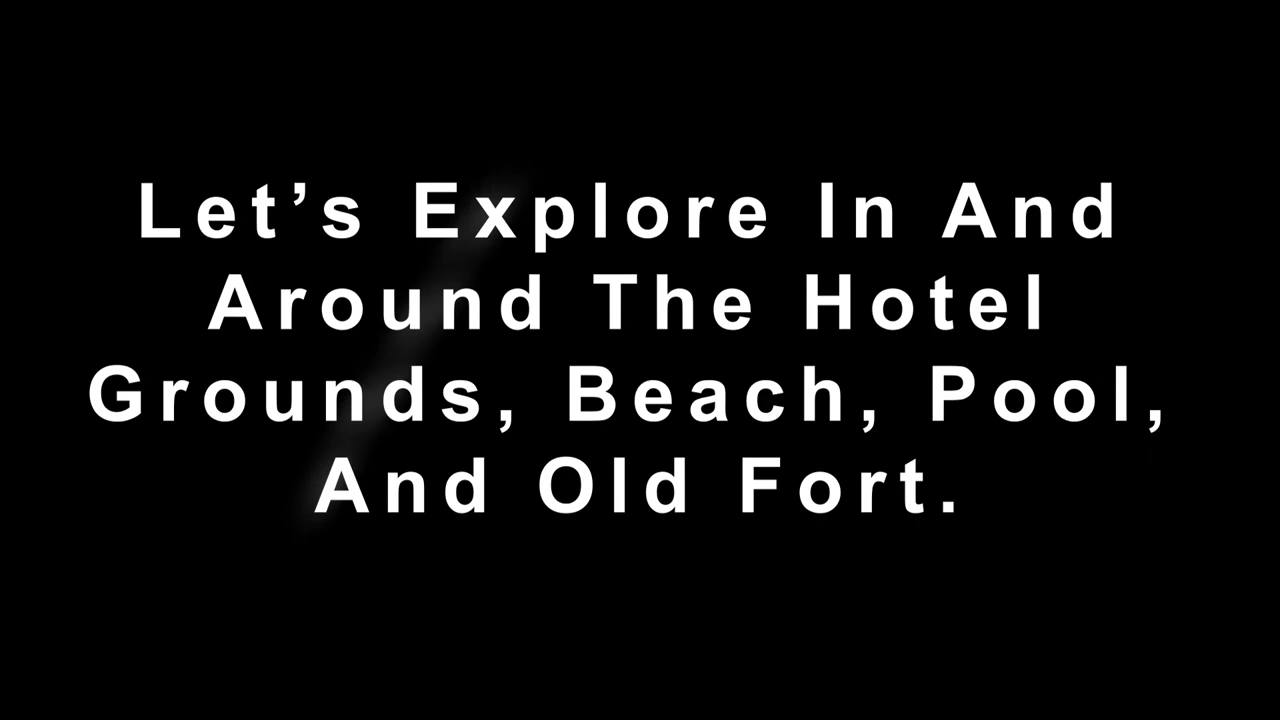 Let’s Explore In And
Around The Hotel
Grounds, Beach, Pool,
And Old Fort.